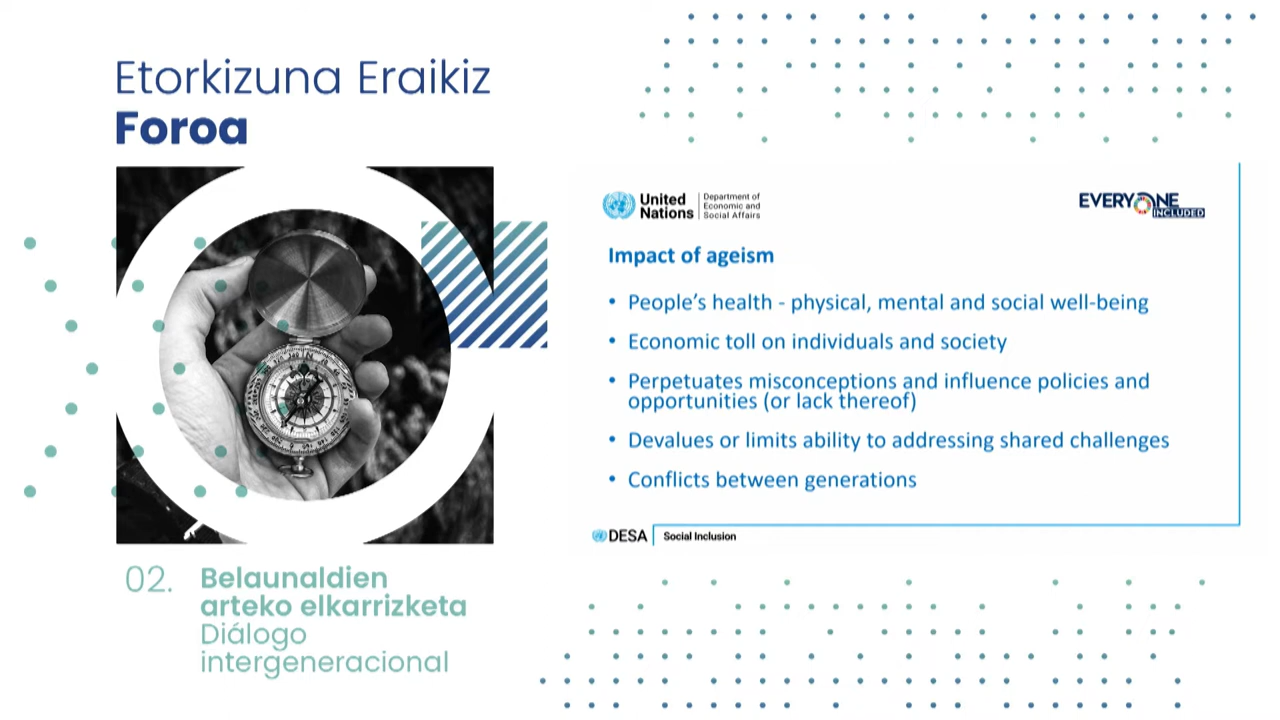 Etorkizuna Eraikiz
Foroa
United
Nations
Department of
Economic and
Social Affairs
EVERYONE
INCLUDED
Impact of ageism
• People's health - physical, mental and social well-being
• Economic toll on individuals and society
• Perpetuates misconceptions and influence policies and
opportunities (or lack thereof)
• Devalues or limits ability to addressing shared challenges
• Conflicts between generations
DESA
Social Inclusion
02.
Belaunaldien
arteko elkarrizketa
Diálogo
intergeneracional